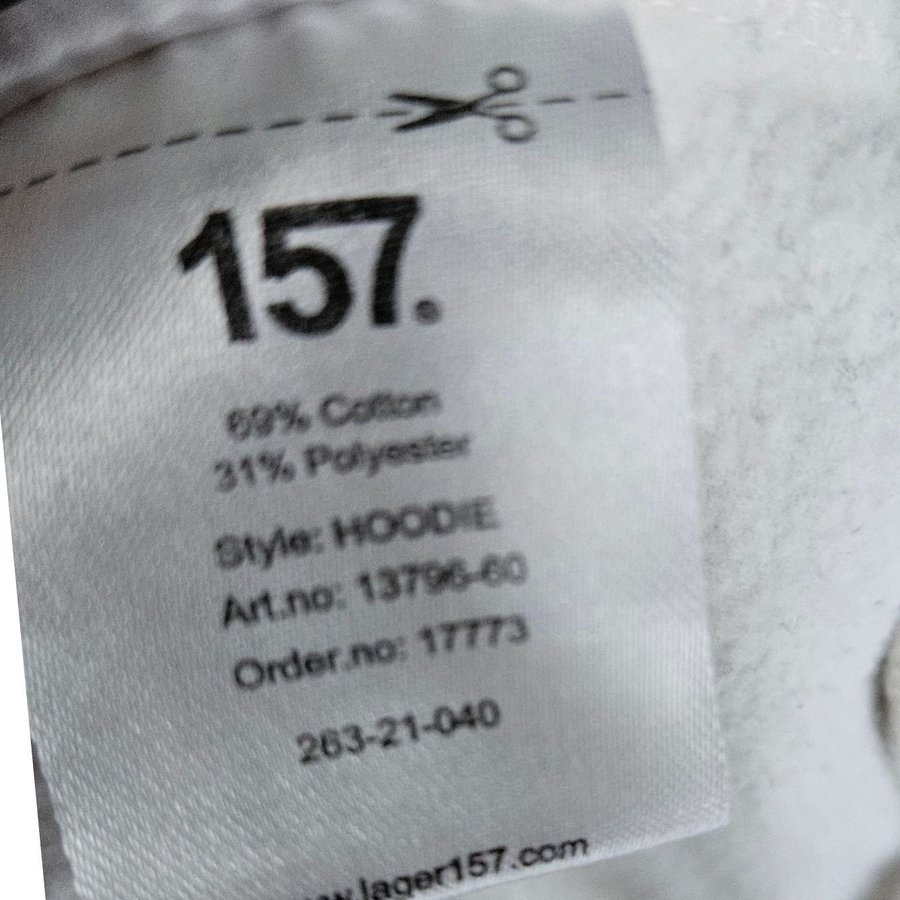 157.
69% Cotton
31% Polyester
Style: HOODIE
Art.no: 13796-60
Order.no: 17773
263-21-040
www.lager157.com